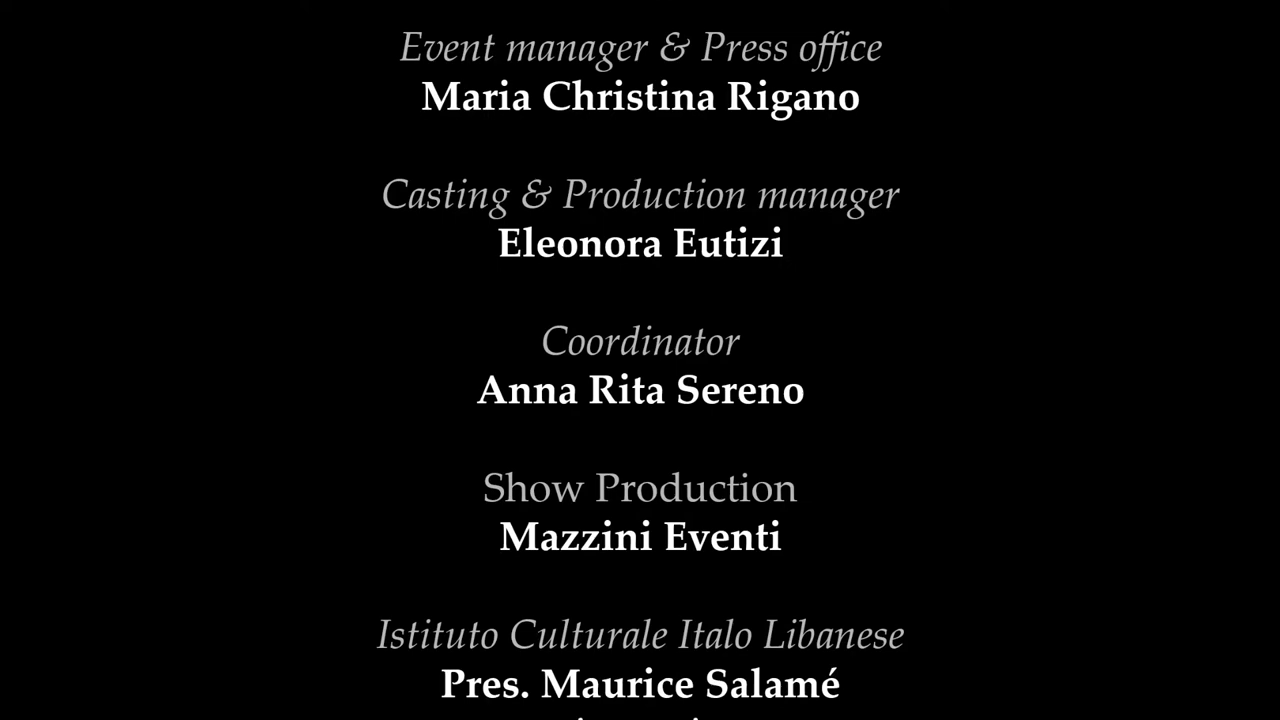 Event manager & Press office
Maria Christina Rigano
Casting & Production manager
Eleonora Eutizi
Coordinator
Anna Rita Sereno
Show Production
Mazzini Eventi
Istituto Culturale Italo Libanese
Pres. Maurice Salamé